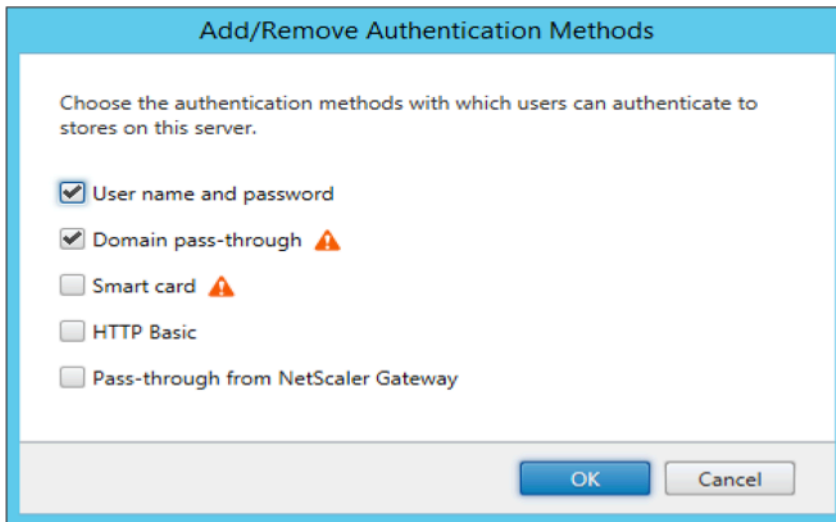 Add/Remove Authentication Methods
Choose the authentication methods with which users can authenticate to
stores on this server.
User name and password
Domain pass-through
Smart card
HTTP Basic
Pass-through from NetScaler Gateway
OK Cancel